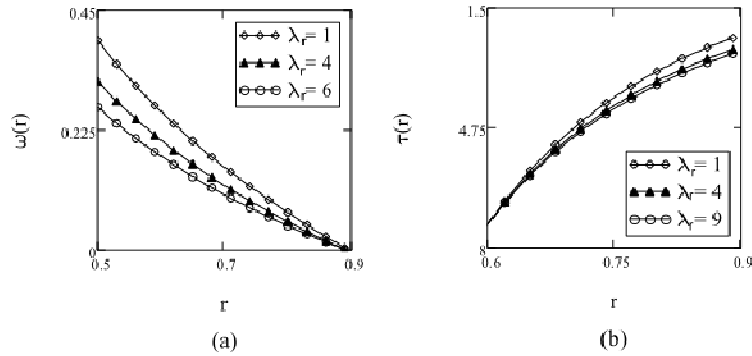 0.45
λr= 1
λr= 4
λr= 6
ω(r)
0.225
0
0.5
0.7
0.9
r
(a)
1.5
τ(r)
4.75
λr= 1
λr= 4
λr= 9
8
0.6
0.75
0.9
r
(b)